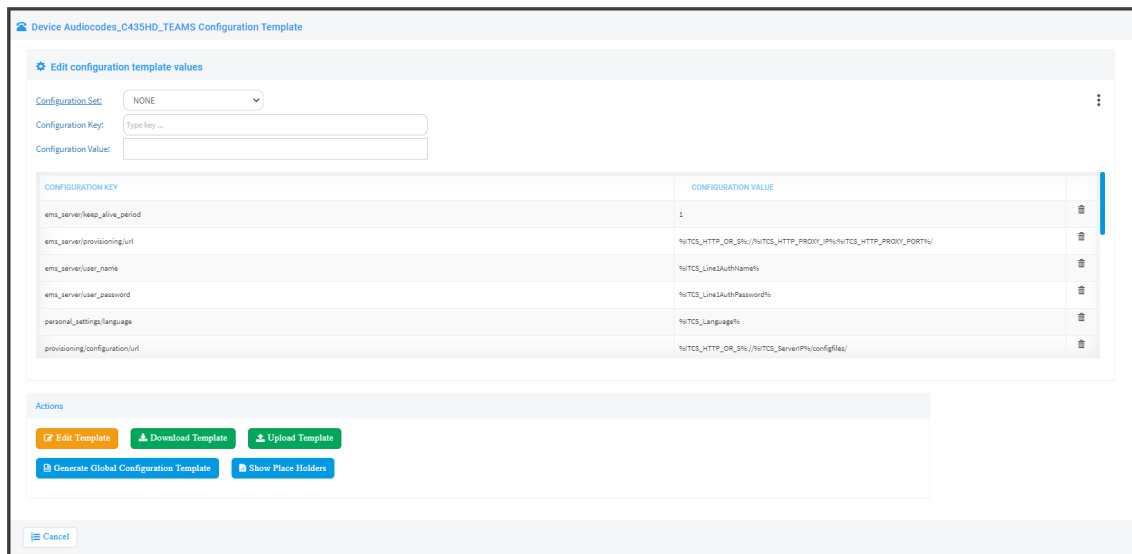 Device Audiocodes_C435HD_TEAMS Configuration Template
Edit configuration template values
Configuration Set: NONE
Configuration Key: Type key ...
Configuration Value:
CONFIGURATION KEY CONFIGURATION VALUE
ems_server/keep_alive_period 1
ems_server/provisioning/url %ITCS_HTTP_OR_S%://%ITCS_HTTP_PROXY_IP%:%ITCS_HTTP_PROXY_PORT%/
ems_server/user_name %ITCS_Line1AuthName%
ems_server/user_password %ITCS_Line1AuthPassword%
personal_settings/language %ITCS_Language%
provisioning/configuration/url %ITCS_HTTP_OR_S%://%ITCS_ServerIP%/configfiles/
Actions
Edit Template Download Template Upload Template
Generate Global Configuration Template Show Place Holders
Cancel